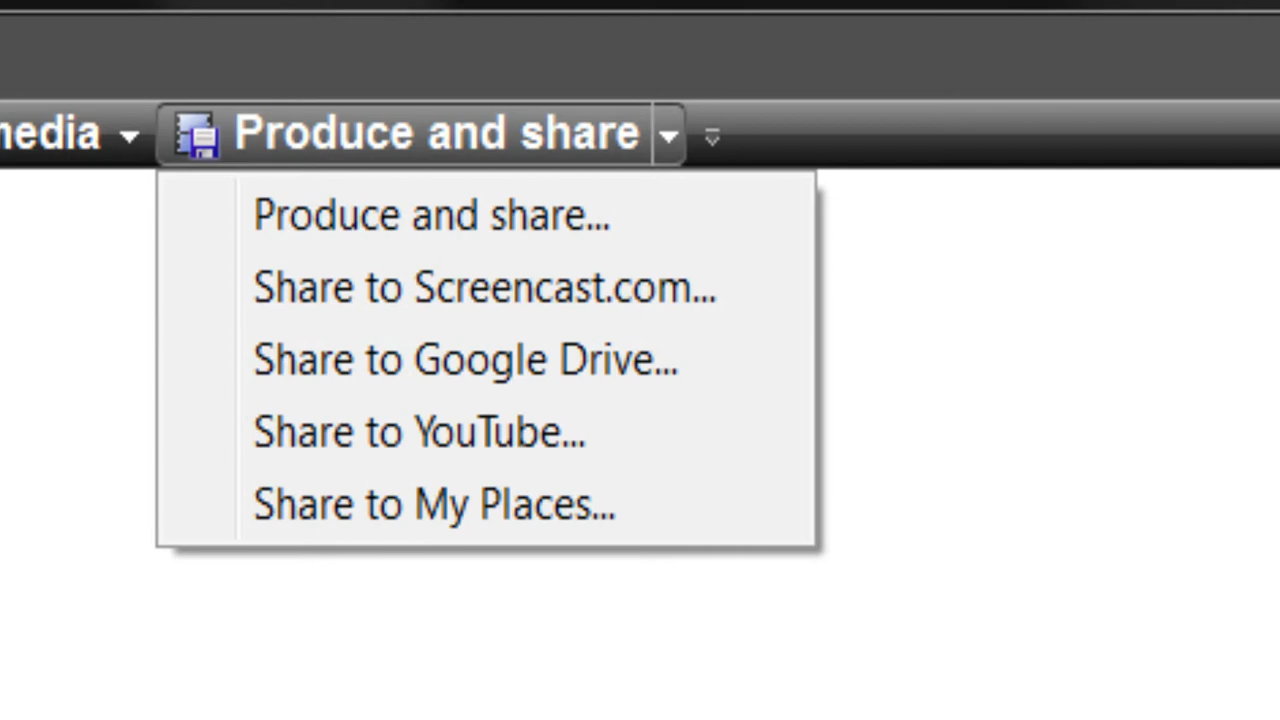 Produce and share
Produce and share...
Share to Screencast.com...
Share to Google Drive...
Share to YouTube...
Share to My Places...